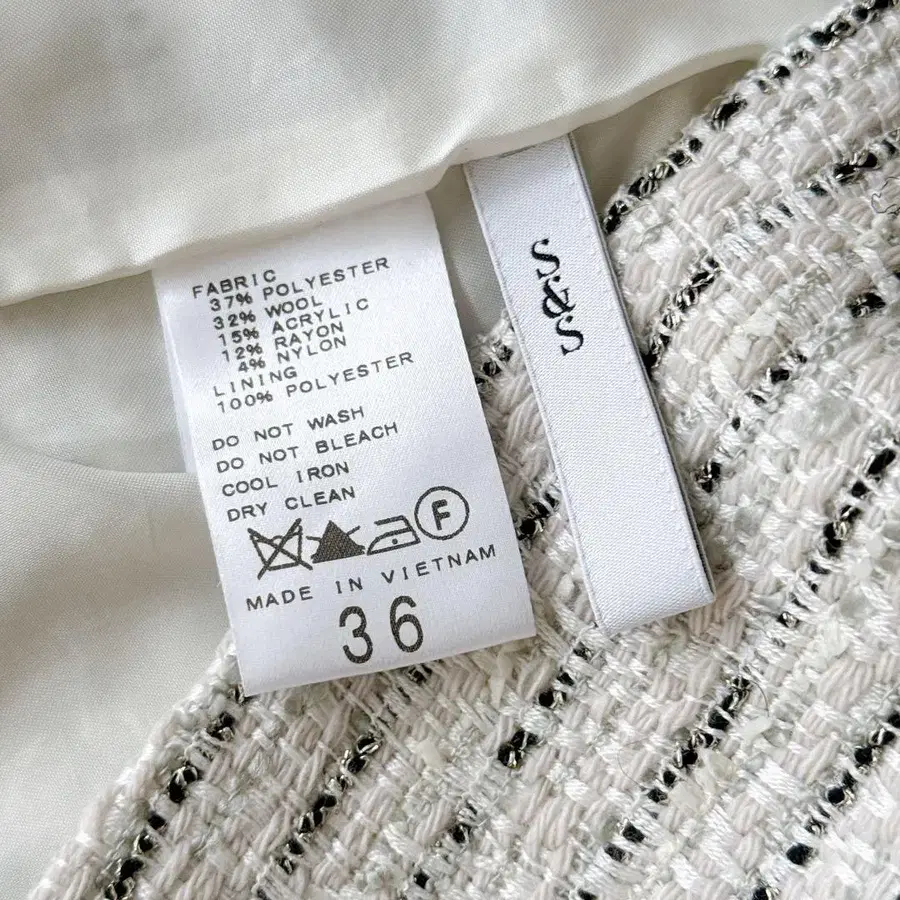 FABRIC
37% POLYESTER
32% WOOL
15% ACRYLIC
12% RAYON
4% NYLON
LINING
100% POLYESTER
DO NOT WASH
DO NOT BLEACH
COOL IRON
DRY CLEAN
F
MADE IN VIETNAM
36
S&S